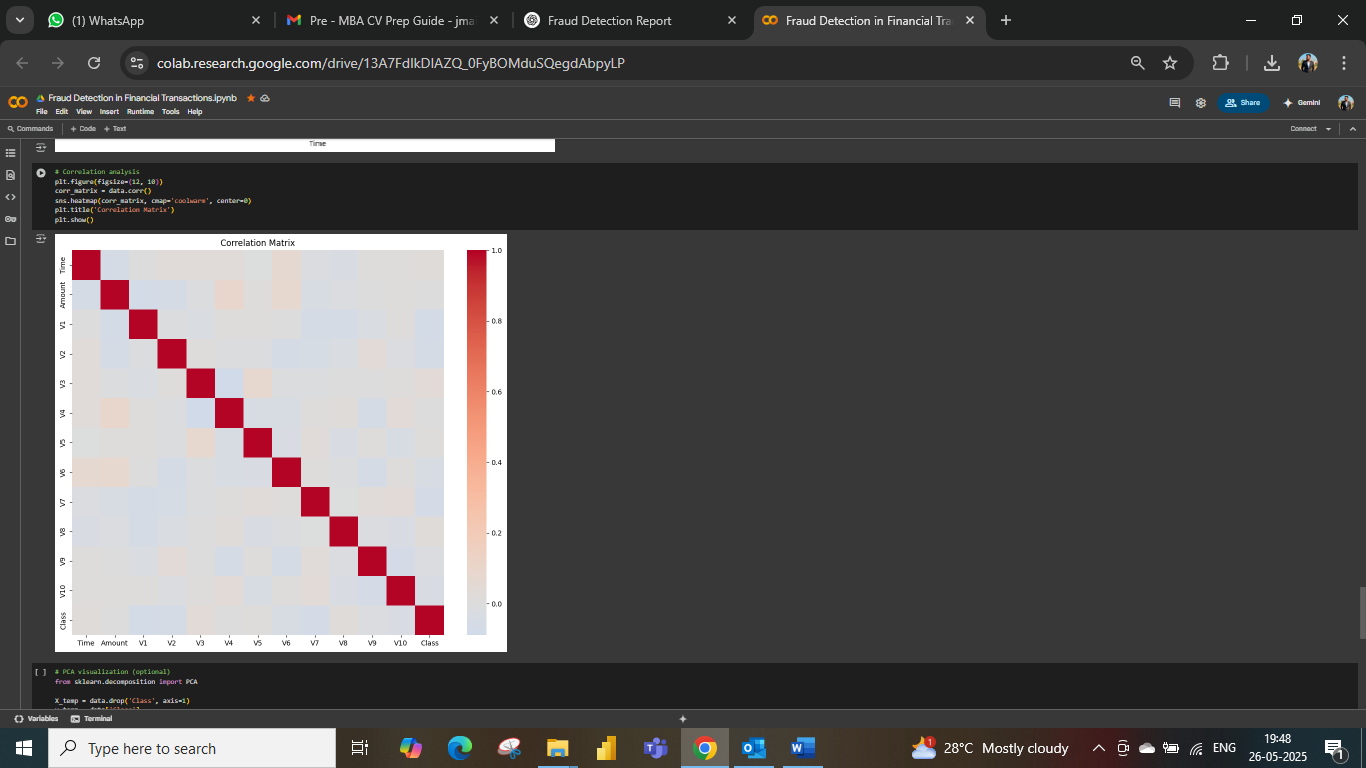 (1) WhatsApp
Pre - MBA CV Prep Guide - jma
Fraud Detection Report
Fraud Detection in Financial Tra
colab.research.google.com/drive/13A7FdIkDIAZQ_0FyBOMduSQegdAbpyLP
Fraud Detection in Financial Transactions.ipynb
File Edit View Insert Runtime Tools Help
Share
Gemini
Commands + Code + Text
Connect
Time
# Correlation analysis
plt.figure(figsize=(12, 10))
corr_matrix = data.corr()
sns.heatmap(corr_matrix, cmap='coolwarm', center=0)
plt.title('Correlation Matrix')
plt.show()
Correlation Matrix
Time
Amount
V1
V2
V3
V4
V5
V6
V7
V8
V9
V10
Class
Time Amount V1 V2 V3 V4 V5 V6 V7 V8 V9 V10 Class
1.0
0.8
0.6
0.4
0.2
0.0
[ ] # PCA visualization (optional)
from sklearn.decomposition import PCA
X_temp = data.drop('Class', axis=1)
Variables Terminal
Type here to search
1
28°C Mostly cloudy
ENG
19:48
26-05-2025
1